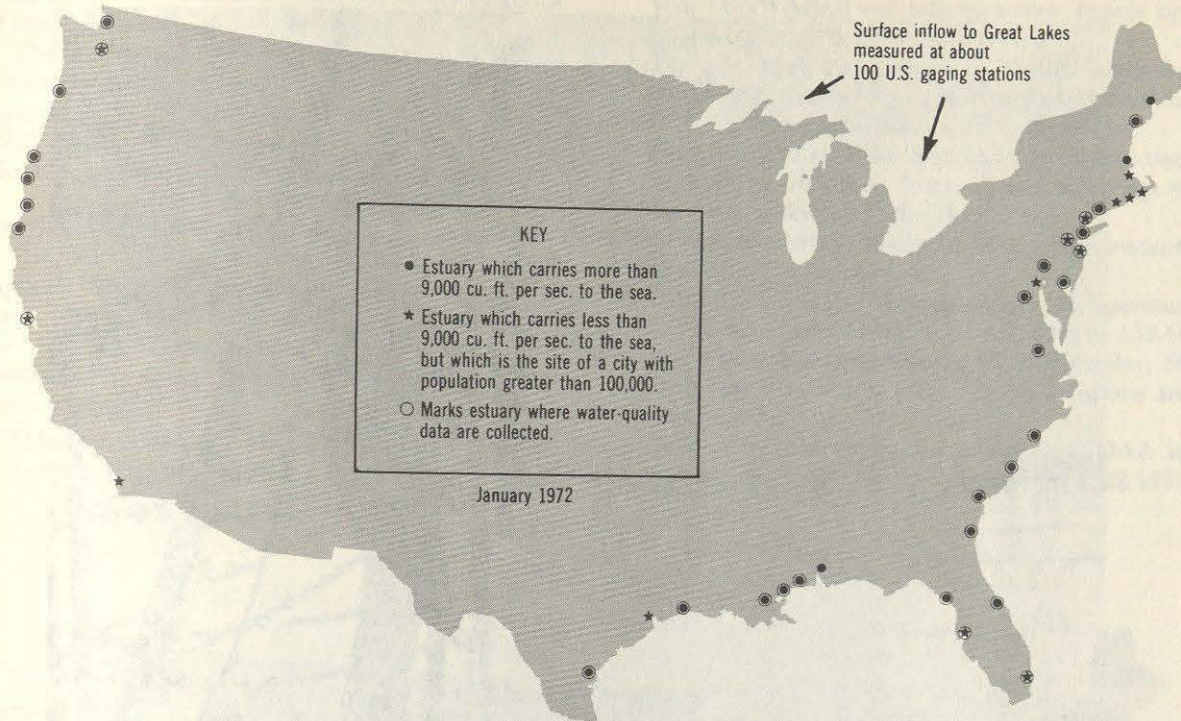 Surface inflow to Great Lakes
measured at about
100 U.S. gaging stations
KEY
● Estuary which carries more than
9,000 cu. ft. per sec. to the sea.
★ Estuary which carries less than
9,000 cu. ft. per sec. to the sea,
but which is the site of a city with
population greater than 100,000.
○ Marks estuary where water-quality
data are collected.
January 1972